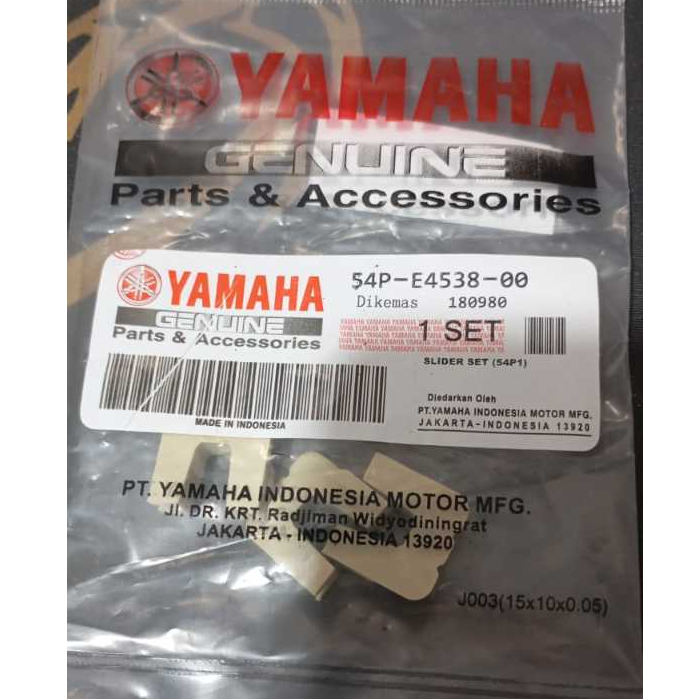 YAMAHA
GENUINE
Parts & Accessories
YAMAHA
GENUINE
Parts & Accessories
54P-E4538-00
Dikemas 180980
1 SET
SLIDER SET (54P1)
Diedarkan Oleh
PT.YAMAHA INDONESIA MOTOR MFG.
JAKARTA-INDONESIA 13920
MADE IN INDONESIA
PT. YAMAHA INDONESIA MOTOR MFG.
Jl. DR. KRT. Radjiman Widyodiningrat
JAKARTA - INDONESIA 13920
J003(15x10x0.05)